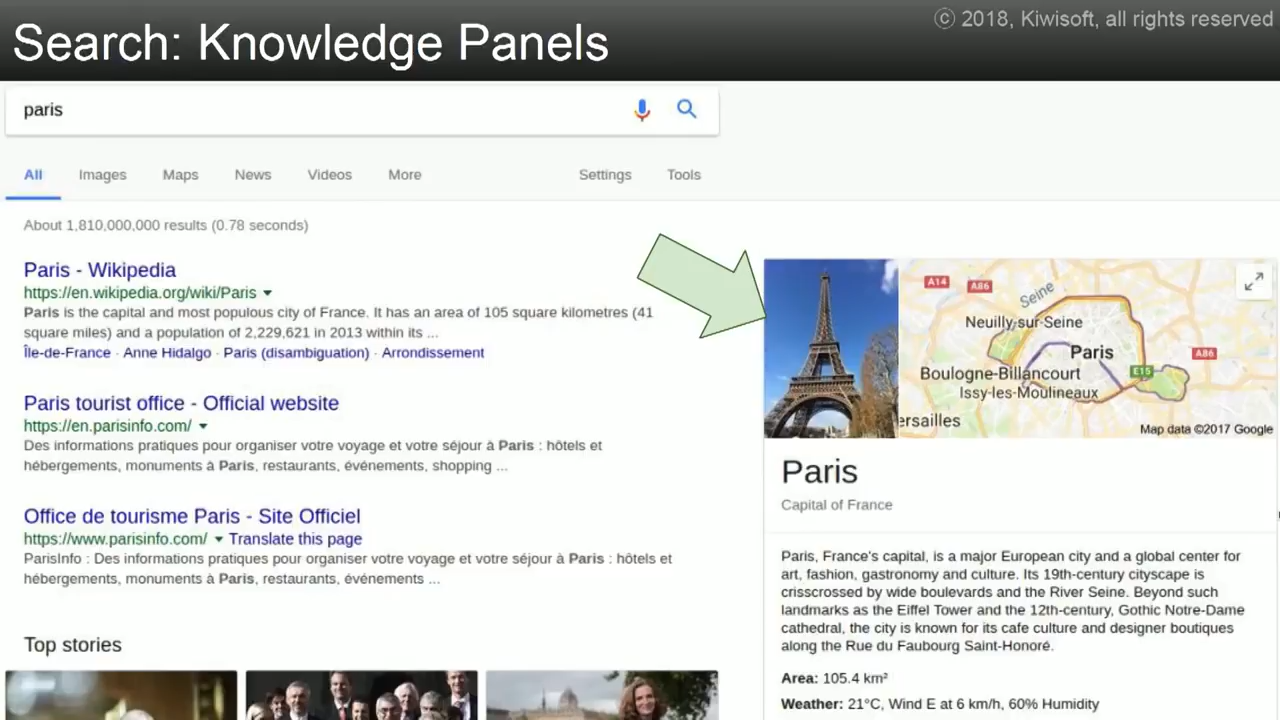 Search: Knowledge Panels
© 2018, Kiwisoft, all rights reserved
paris
All Images Maps News Videos More Settings Tools
About 1,810,000,000 results (0.78 seconds)
Paris - Wikipedia
https://en.wikipedia.org/wiki/Paris
Paris is the capital and most populous city of France. It has an area of 105 square kilometres (41
square miles) and a population of 2,229,621 in 2013 within its ...
Île-de-France · Anne Hidalgo · Paris (disambiguation) · Arrondissement
Paris tourist office - Official website
https://en.parisinfo.com/
Des informations pratiques pour organiser votre voyage et votre séjour à Paris : hôtels et
hébergements, monuments à Paris, restaurants, événements, shopping ...
Office de tourisme Paris - Site Officiel
https://www.parisinfo.com/ Translate this page
ParisInfo : Des informations pratiques pour organiser votre voyage et votre séjour à Paris : hôtels et
hébergements, monuments à Paris, restaurants, événements ...
Top stories
A14
A86
Seine
Neuilly-sur-Seine
Paris
A86
Boulogne-Billancourt
E15
Issy-les-Moulineaux
ersailles
Map data ©2017 Google
Paris
Capital of France
Paris, France's capital, is a major European city and a global center for
art, fashion, gastronomy and culture. Its 19th-century cityscape is
crisscrossed by wide boulevards and the River Seine. Beyond such
landmarks as the Eiffel Tower and the 12th-century, Gothic Notre-Dame
cathedral, the city is known for its cafe culture and designer boutiques
along the Rue du Faubourg Saint-Honoré.
Area: 105.4 km²
Weather: 21°C, Wind E at 6 km/h, 60% Humidity